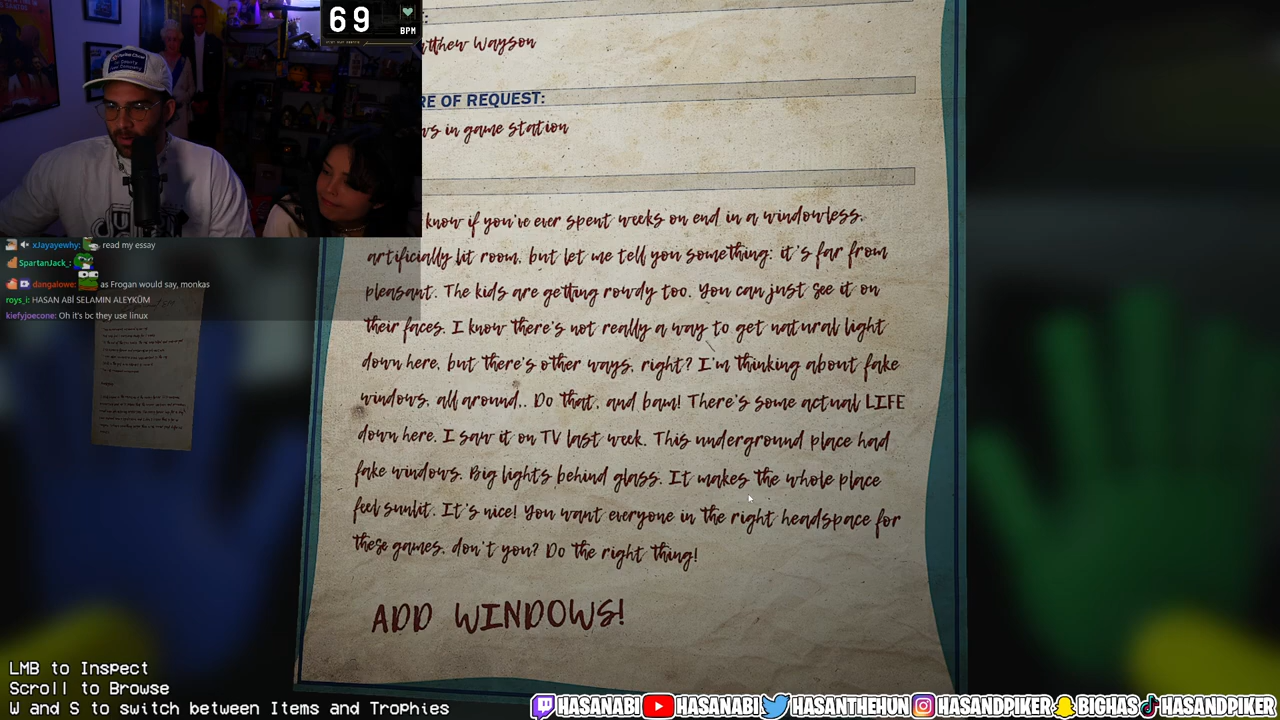 69
BPM
tthew Wayson
RE OF REQUEST:
ws in game station
know if you've ever spent weeks on end in a windowless,
artificially lit room, but let me tell you something: it's far from
pleasant. The kids are getting rowdy too. You can just see it on
their faces. I know there's not really a way to get natural light
down here, but there's other ways, right? I'm thinking about fake
windows, all around,. Do that, and bam! There's some actual LIFE
down here. I saw it on TV last week. This underground place had
fake windows. Big lights behind glass. It makes the whole place
feel sunlit. It's nice! You want everyone in the right headspace for
these games, don't you? Do the right thing!
ADD WINDOWS!
xJayayewhy: read my essay
SpartanJack_:
dangalowe: as Frogan would say, monkas
roys_i: HASAN ABİ SELAMIN ALEYKÜM
kiefyjoecone: Oh it's bc they use linux
LMB to Inspect
Scroll to Browse
W and S to switch between Items and Trophies
HASANABI HASANABI HASANTHEHUN HASANDPIKER BIGHAS HASANDPIKER